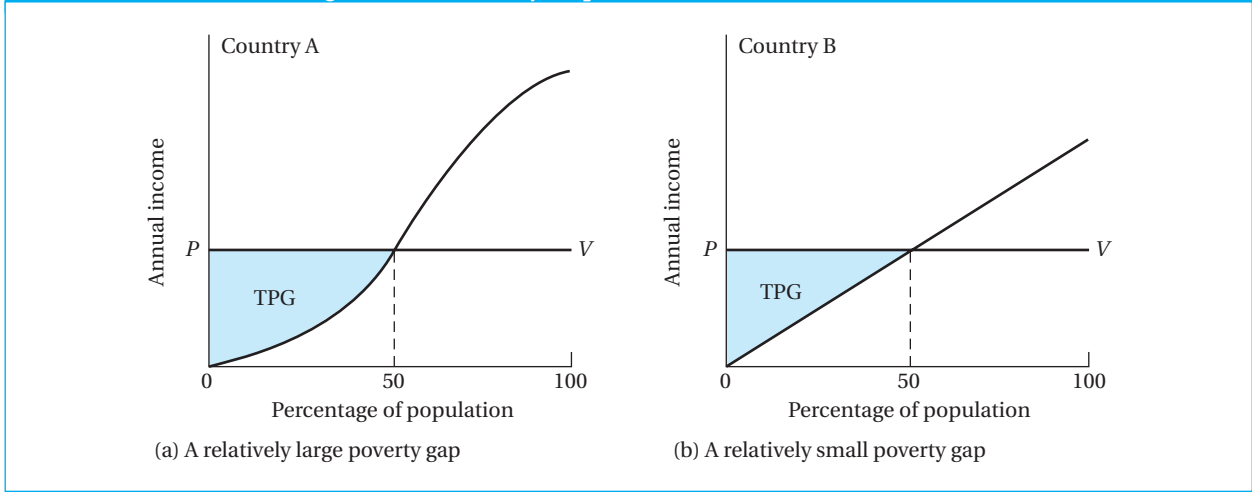 Country A
Annual income
P
V
TPG
0
50
100
Percentage of population
(a) A relatively large poverty gap
Country B
Annual income
P
V
TPG
0
50
100
Percentage of population
(b) A relatively small poverty gap